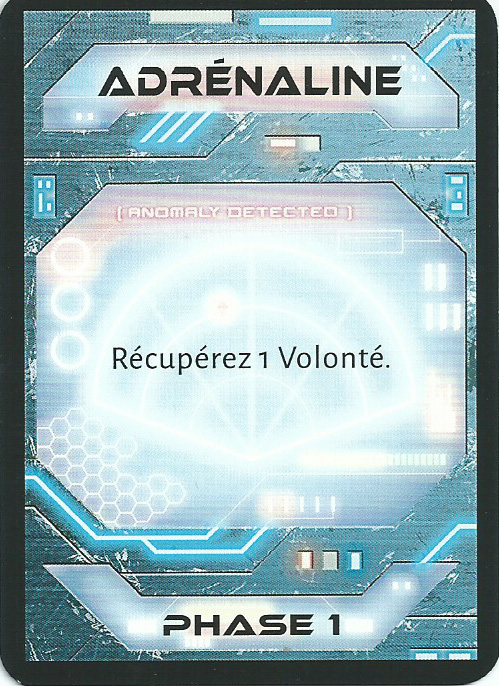 ADRÉNALINE
[ANOMALY DETECTED]
Récupérez 1 Volonté.
PHASE 1